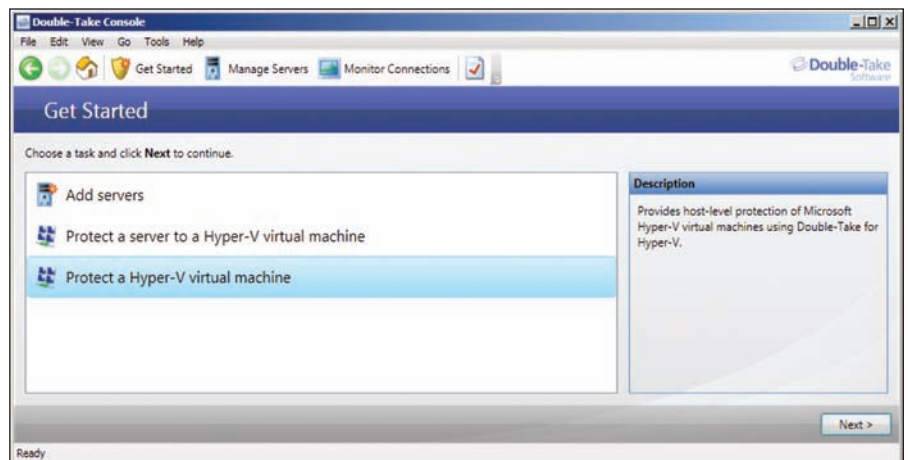 Double-Take Console
File Edit View Go Tools Help
Get Started Manage Servers Monitor Connections
Double-Take
Software
Get Started
Choose a task and click Next to continue.
Add servers
Protect a server to a Hyper-V virtual machine
Protect a Hyper-V virtual machine
Description
Provides host-level protection of Microsoft
Hyper-V virtual machines using Double-Take for
Hyper-V.
Next >
Ready